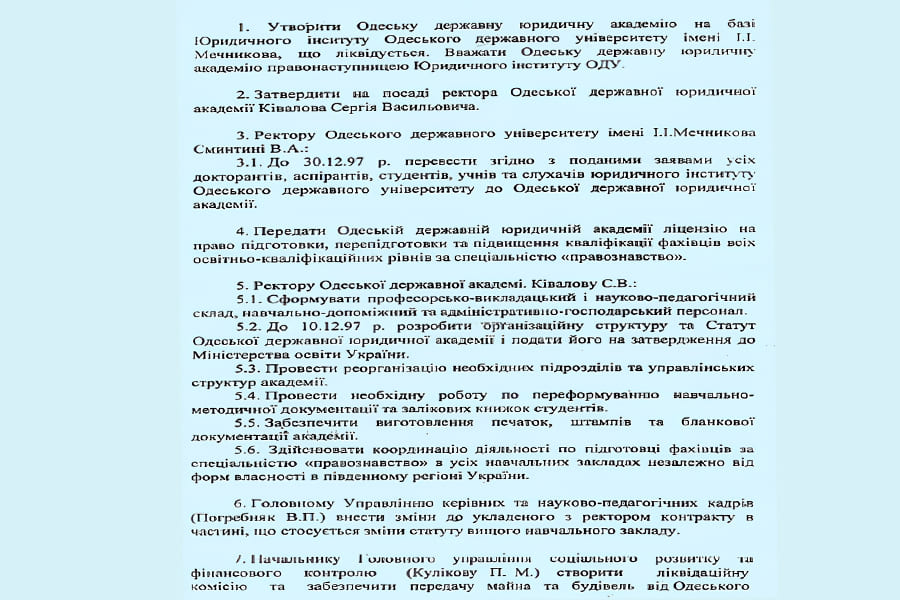 1. Утворити Одеську державну юридичну академію на базі
Юридичного інституту Одеського державного університету імені І.І.
Мечникова, що ліквідується. Вважати Одеську державну юридичну
академію правонаступницею Юридичного інституту ОДУ.
2. Затвердити на посаді ректора Одеської державної юридичної
академії Ківалова Сергія Васильовича.
3. Ректору Одеського державного університету імені І.І.Мечникова
Сминтині В.А.:
3.1. До 30.12.97 р. перевести згідно з поданими заявами усіх
докторантів, аспірантів, студентів, учнів та слухачів юридичного інституту
Одеського державного університету до Одеської державної юридичної
академії.
4. Передати Одеській державній юридичній академії ліцензію на
право підготовки, перепідготовки та підвищення кваліфікації фахівців всіх
освітньо-кваліфікаційних рівнів за спеціальністю «правознавство».
5. Ректору Одеської державної академі. Ківалову С.В.:
5.1. Сформувати професорсько-викладацький і науково-педагогічний
склад, навчально-допоміжний та адміністративно-господарський персонал.
5.2. До 10.12.97 р. розробити організаційну структуру та Статут
Одеської державної юридичної академії і подати його на затвердження до
Міністерства освіти України.
5.3. Провести реорганізацію необхідних підрозділів та управлінських
структур академії.
5.4. Провести необхідну роботу по переформуванню навчально-
методичної документації та залікових книжок студентів.
5.5. Забезпечити виготовлення печаток, штампів та бланкової
документації академії.
5.6. Здійснювати координацію діяльності по підготовці фахівців за
спеціальністю «правознавство» в усіх навчальних закладах незалежно від
форм власності в південному регіоні України.
6. Головному Управлінню керівних та науково-педагогічних кадрів
(Погребняк В.П.) внести зміни до укладеного з ректором контракту в
частині, що стосується зміни статуту вищого навчального закладу.
7. Начальнику Головного управління соціального розвитку та
фінансового контролю (Кулікову П. М.) створити ліквідаційну
комісію та забезпечити передачу майна та будівель від Одеського